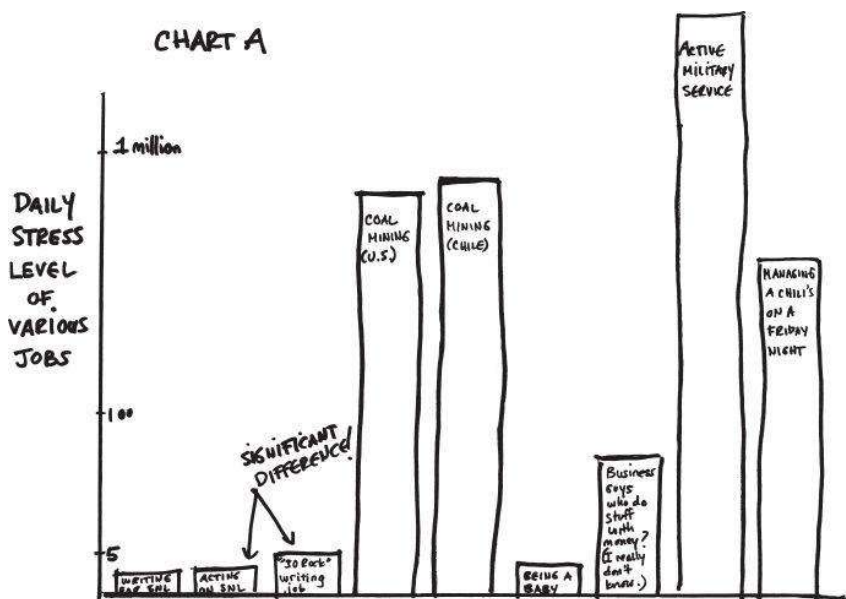 CHART A
1 million
100
5
DAILY
STRESS
LEVEL
OF
VARIOUS
JOBS
SIGNIFICANT
DIFFERENCE!
WRITING
FOR SNL
ACTING
ON SNL
"30 Rock"
writing
job
COAL
MINING
(U.S.)
COAL
MINING
(CHILE)
BEING A
BABY
Business
Guys
who do
stuff
with
money?
(I really
don't
know.)
ACTIVE
MILITARY
SERVICE
MANAGING
A CHILI'S
ON A
FRIDAY
NIGHT